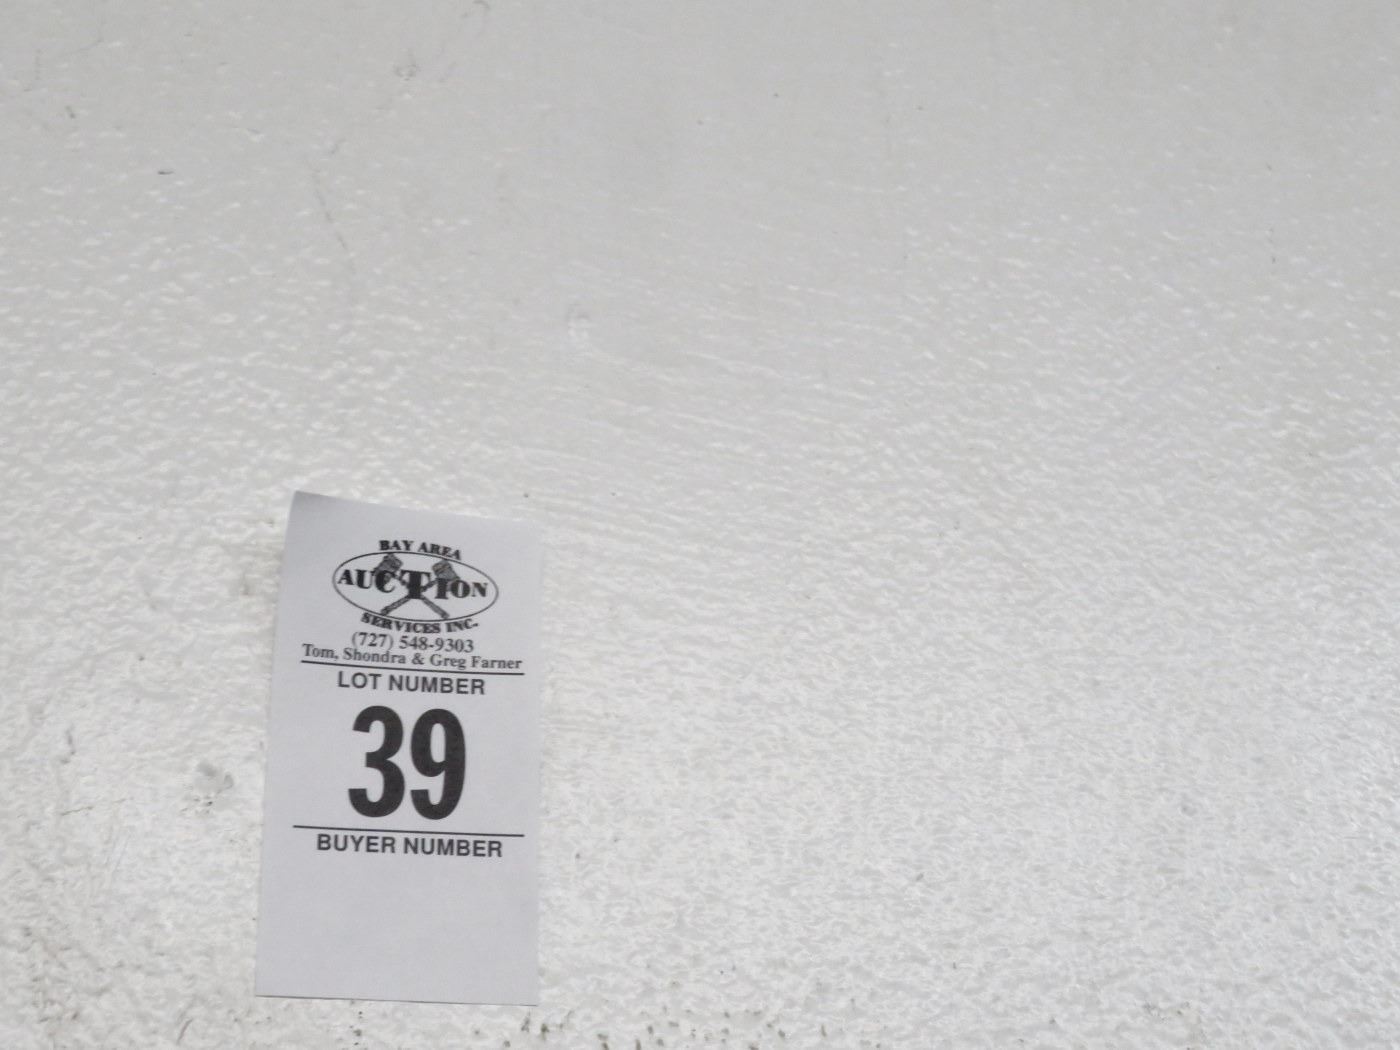 BAY AREA
AUCTION
SERVICES INC.
(727) 548-9303
Tom, Shondra & Greg Farner
LOT NUMBER
39
BUYER NUMBER